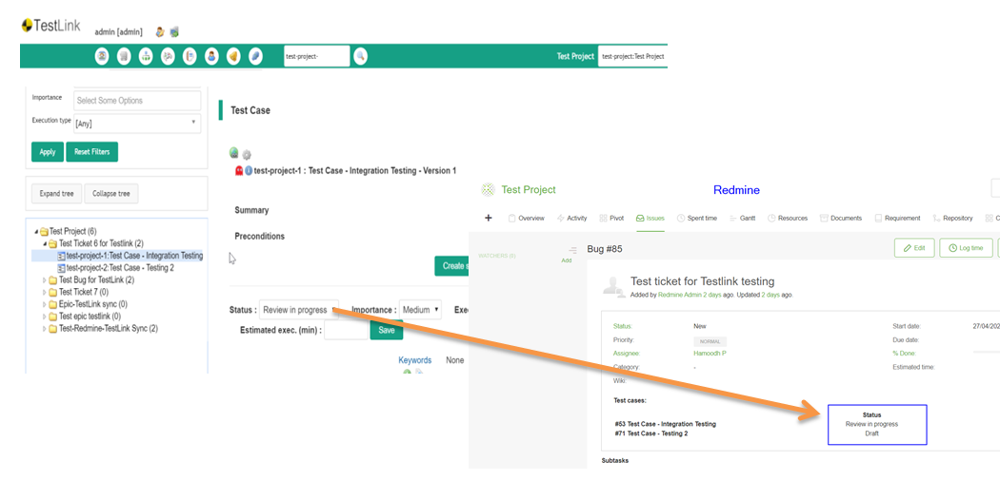 TestLink
admin [admin]
test-project-
Test Project
test-project:Test Project
Importance
Select Some Options
Execution type
[Any]
Apply
Reset Filters
Expand tree
Collapse tree
Test Project (6)
Test Ticket 6 for Testlink (2)
test-project-1:Test Case - Integration Testing
test-project-2:Test Case - Testing 2
Test Bug for TestLink (2)
Test Ticket 7 (0)
Epic-TestLink sync (0)
Test epic testlink (0)
Test-Redmine-TestLink Sync (2)
Test Case
test-project-1 : Test Case - Integration Testing - Version 1
Summary
Preconditions
Create
Status :
Review in progress
Importance :
Medium
Exe
Estimated exec. (min) :
Save
Keywords
None
Test Project
Redmine
+
Overview
Activity
Pivot
Issues
Spent time
Gantt
Resources
Documents
Requirement
Repository
C
WATCHERS (0)
Add
Bug #85
Edit
Log time
Test ticket for Testlink testing
Added by Redmine Admin 2 days ago. Updated 2 days ago.
Status:
New
Start date:
27/04/202
Priority:
NORMAL
Due date:
Assignee:
Hamoodh P
% Done:
Category:
-
Estimated time:
Wiki:
Test cases:
Status
#53 Test Case - Integration Testing
Review in progress
#71 Test Case - Testing 2
Draft
Subtasks